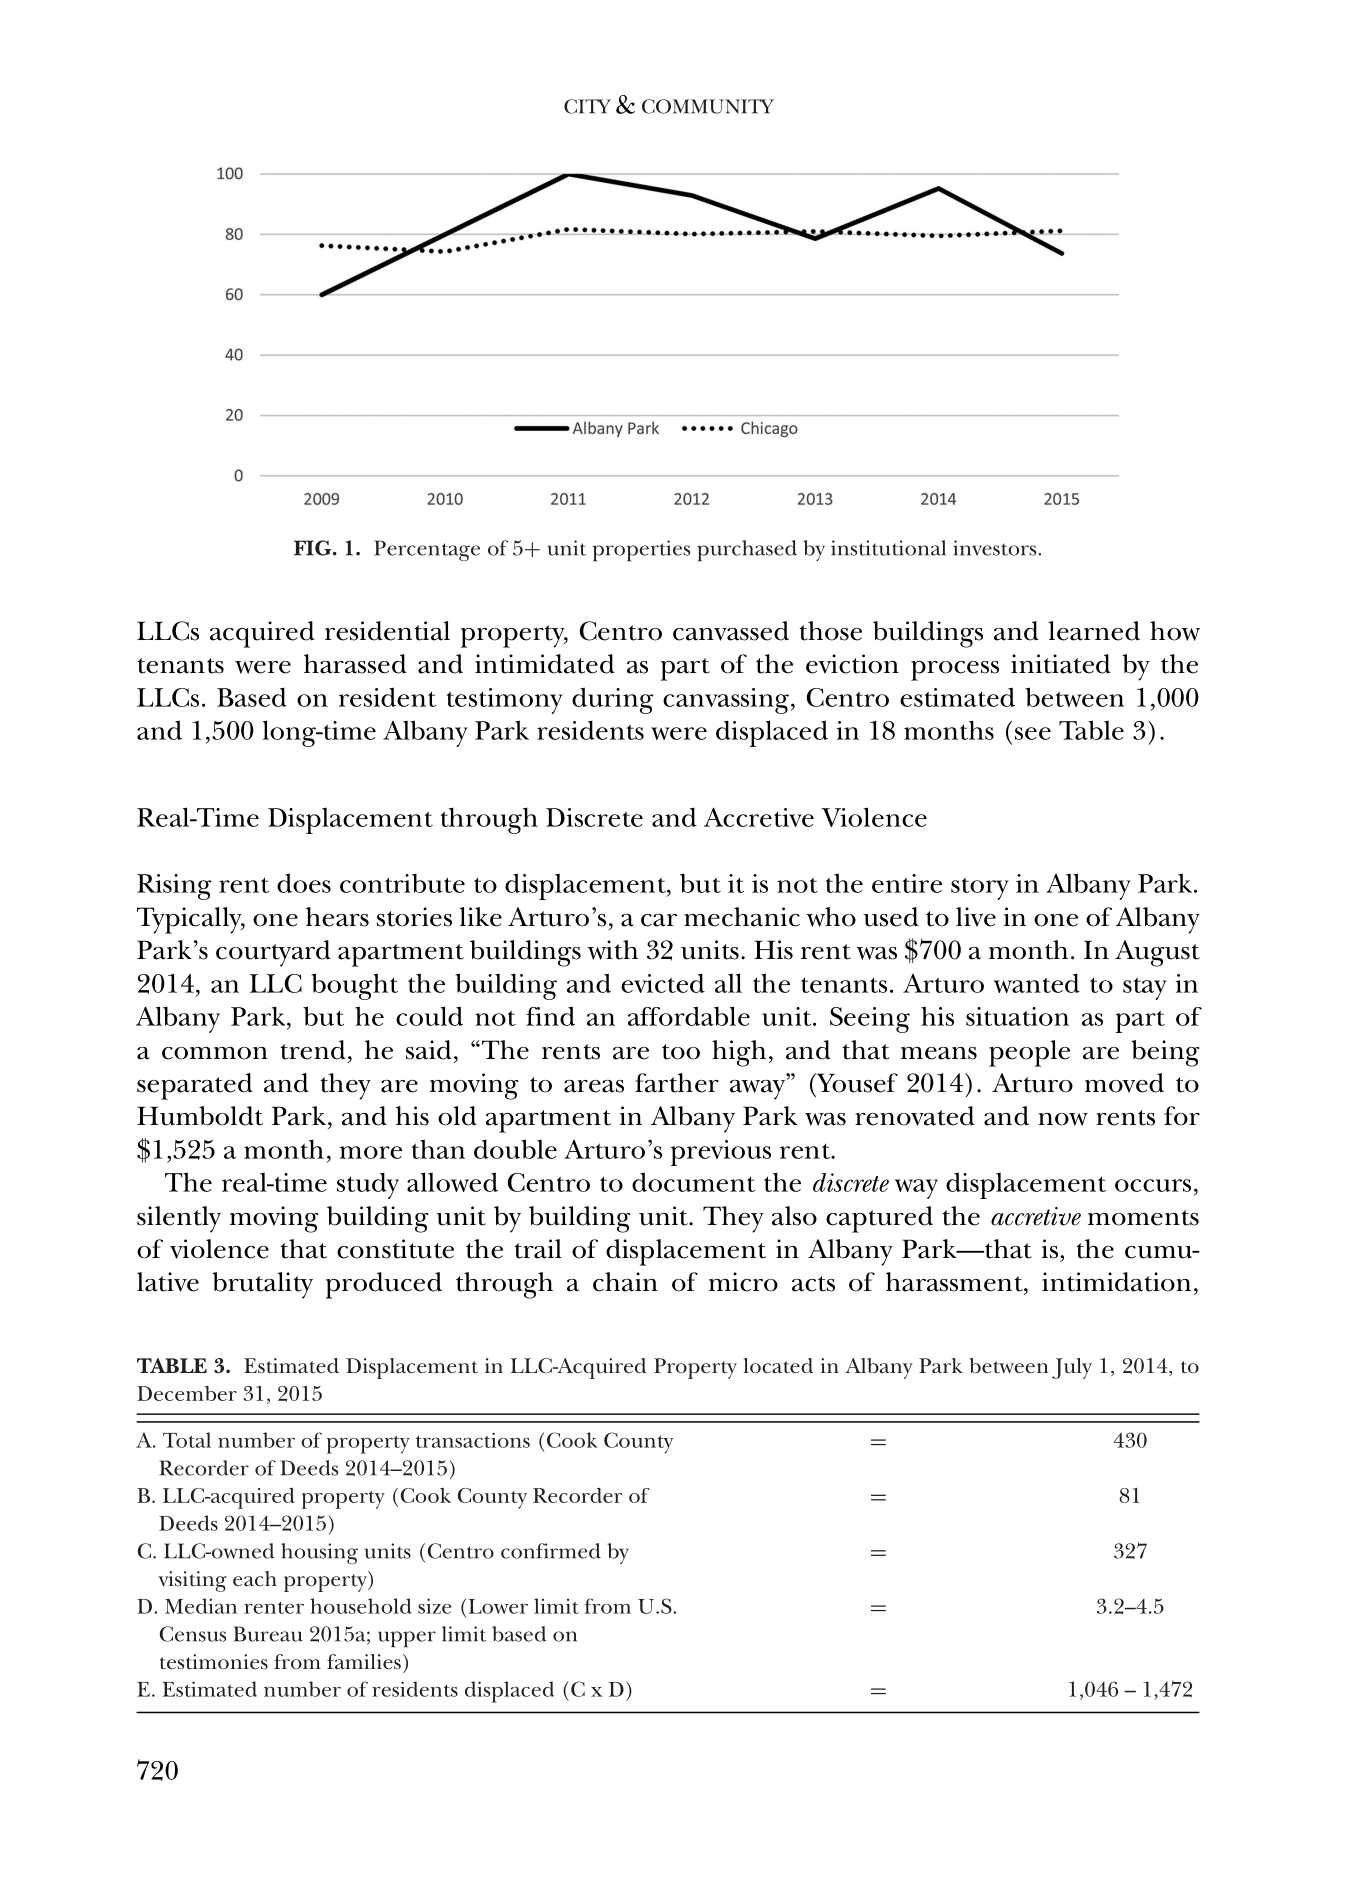 CITY & COMMUNITY
100
80
60
40
20
0
Albany Park Chicago
2009 2010 2011 2012 2013 2014 2015
FIG. 1. Percentage of 5+ unit properties purchased by institutional investors.
LLCs acquired residential property, Centro canvassed those buildings and learned how
tenants were harassed and intimidated as part of the eviction process initiated by the
LLCs. Based on resident testimony during canvassing, Centro estimated between 1,000
and 1,500 long-time Albany Park residents were displaced in 18 months (see Table 3).
Real-Time Displacement through Discrete and Accretive Violence
Rising rent does contribute to displacement, but it is not the entire story in Albany Park.
Typically, one hears stories like Arturo’s, a car mechanic who used to live in one of Albany
Park’s courtyard apartment buildings with 32 units. His rent was $700 a month. In August
2014, an LLC bought the building and evicted all the tenants. Arturo wanted to stay in
Albany Park, but he could not find an affordable unit. Seeing his situation as part of
a common trend, he said, “The rents are too high, and that means people are being
separated and they are moving to areas farther away” (Yousef 2014). Arturo moved to
Humboldt Park, and his old apartment in Albany Park was renovated and now rents for
$1,525 a month, more than double Arturo’s previous rent.
The real-time study allowed Centro to document the discrete way displacement occurs,
silently moving building unit by building unit. They also captured the accretive moments
of violence that constitute the trail of displacement in Albany Park—that is, the cumu-
lative brutality produced through a chain of micro acts of harassment, intimidation,
TABLE 3. Estimated Displacement in LLC-Acquired Property located in Albany Park between July 1, 2014, to
December 31, 2015
A. Total number of property transactions (Cook County = 430
Recorder of Deeds 2014–2015)
B. LLC-acquired property (Cook County Recorder of = 81
Deeds 2014–2015)
C. LLC-owned housing units (Centro confirmed by = 327
visiting each property)
D. Median renter household size (Lower limit from U.S. = 3.2–4.5
Census Bureau 2015a; upper limit based on
testimonies from families)
E. Estimated number of residents displaced (C x D) = 1,046 – 1,472
720